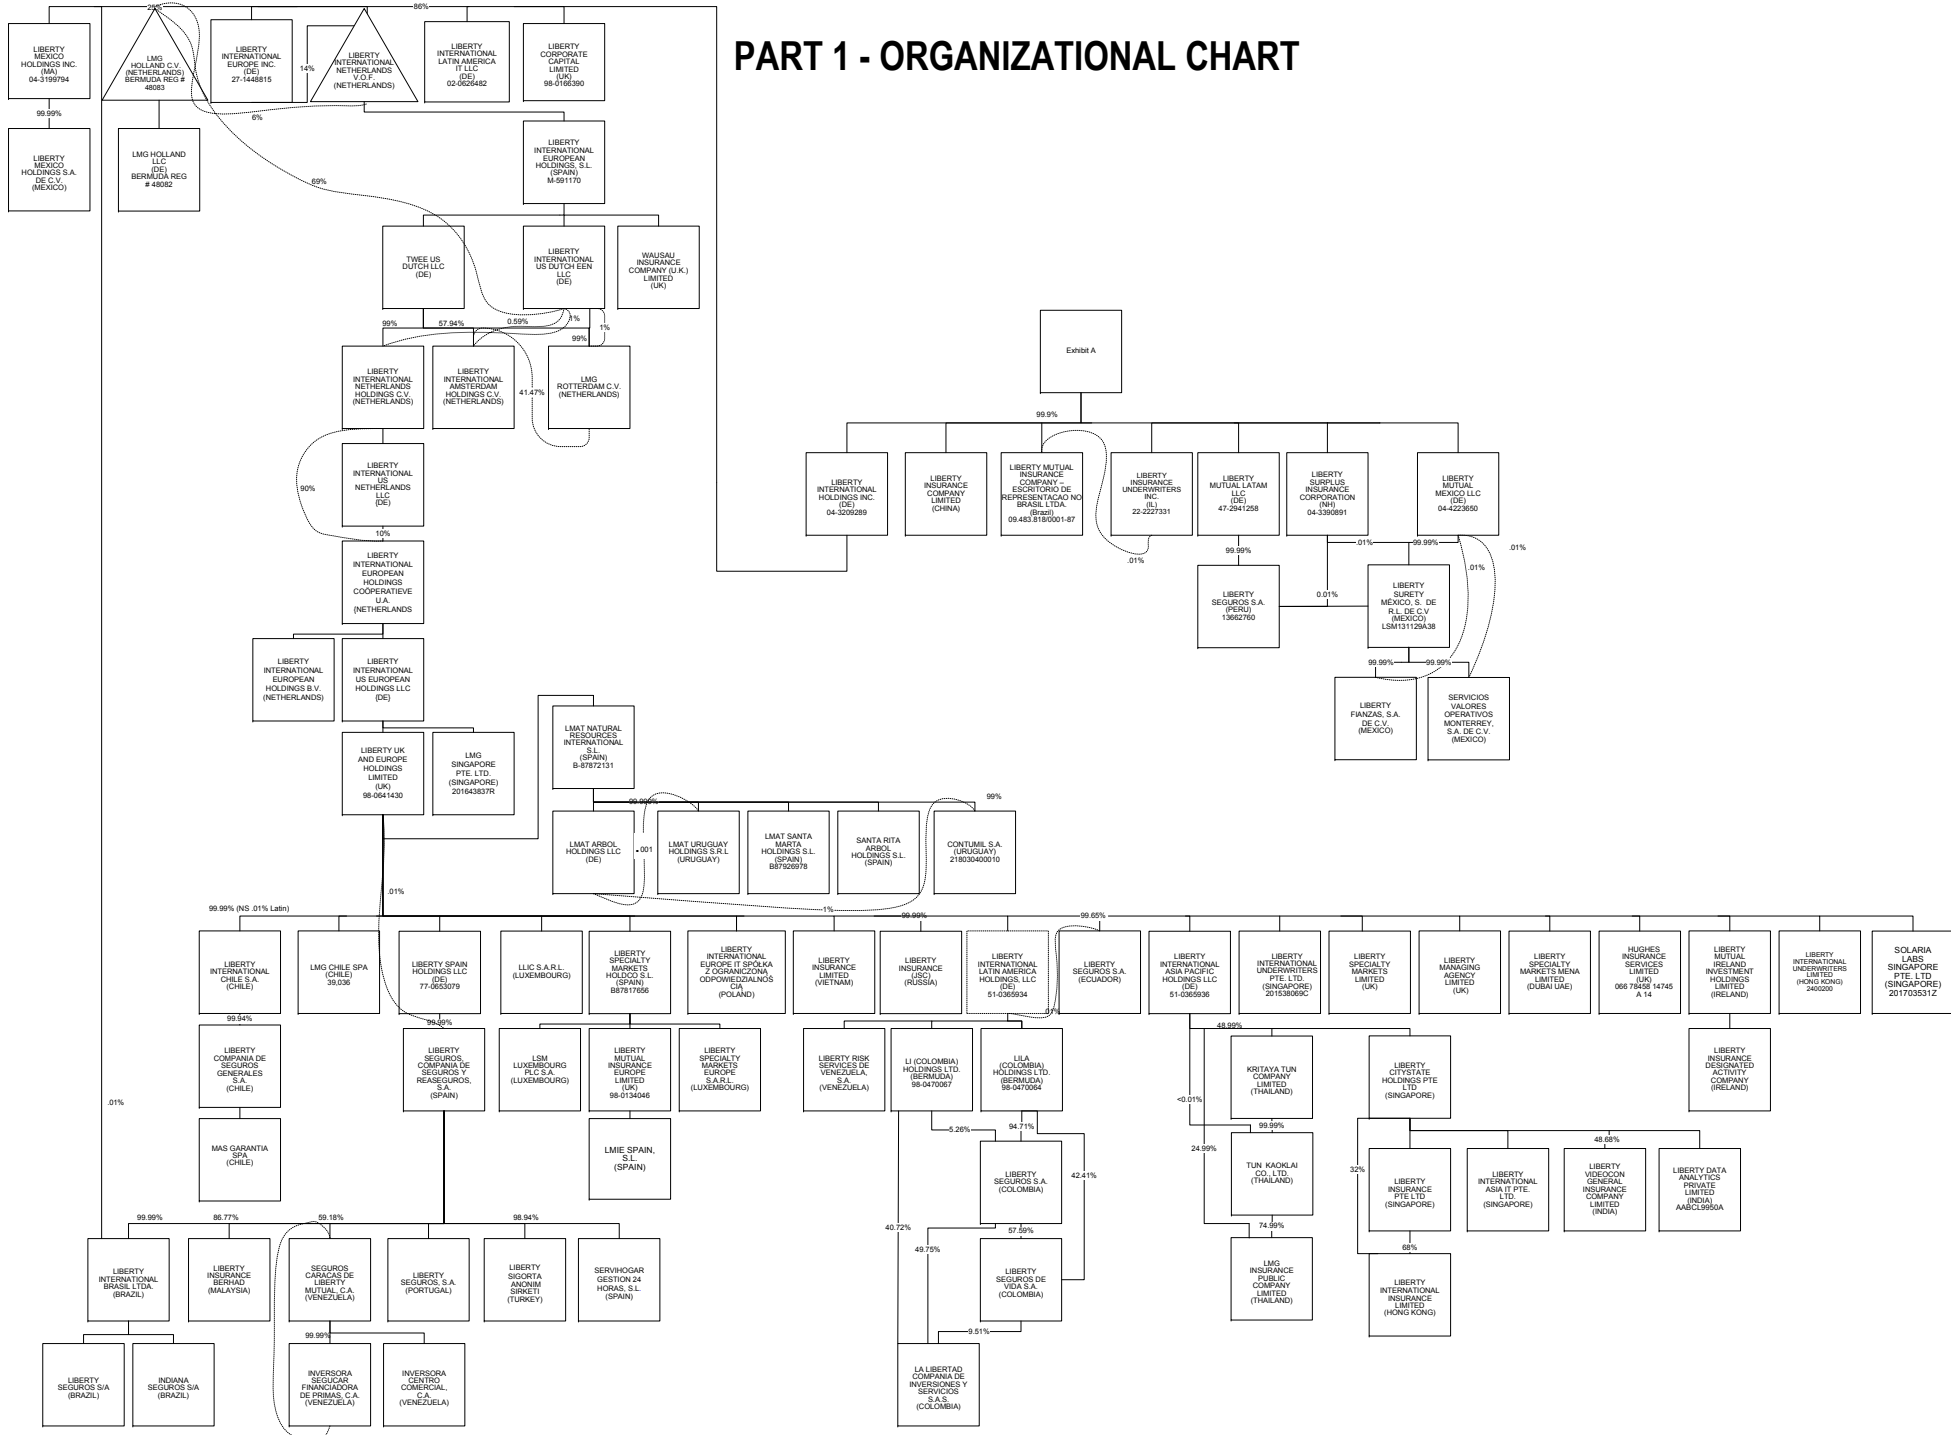 PART 1 - ORGANIZATIONAL CHART
25%
86%
LIBERTY
MEXICO
HOLDINGS INC.
(MA)
04-3199794
LMG
HOLLAND C.V.
(NETHERLANDS)
BERMUDA REG #
48083
LIBERTY
INTERNATIONAL
EUROPE INC.
(DE)
27-1448815
14%
LIBERTY
INTERNATIONAL
NETHERLANDS
V.O.F.
(NETHERLANDS)
LIBERTY
INTERNATIONAL
LATIN AMERICA
IT LLC
(DE)
02-0626482
LIBERTY
CORPORATE
CAPITAL
LIMITED
(UK)
98-0166390
99.99%
6%
LIBERTY
MEXICO
HOLDINGS S.A.
DE C.V.
(MEXICO)
LMG HOLLAND
LLC
(DE)
BERMUDA REG
# 48082
LIBERTY
INTERNATIONAL
EUROPEAN
HOLDINGS, S.L.
(SPAIN)
M-591170
69%
TWEE US
DUTCH LLC
(DE)
LIBERTY
INTERNATIONAL
US DUTCH EEN
LLC
(DE)
WAUSAU
INSURANCE
COMPANY (U.K.)
LIMITED
(UK)
99%
57.94%
0.59%
1%
1%
99%
LIBERTY
INTERNATIONAL
NETHERLANDS
HOLDINGS C.V.
(NETHERLANDS)
LIBERTY
INTERNATIONAL
AMSTERDAM
HOLDINGS C.V.
(NETHERLANDS)
41.47%
LMG
ROTTERDAM C.V.
(NETHERLANDS)
Exhibit A
99.9%
LIBERTY
INTERNATIONAL
US
NETHERLANDS
LLC
(DE)
90%
10%
LIBERTY
INTERNATIONAL
HOLDINGS INC.
(DE)
04-3209289
LIBERTY
INSURANCE
COMPANY
LIMITED
(CHINA)
LIBERTY MUTUAL
INSURANCE
COMPANY –
ESCRITORIO DE
REPRESENTACAO NO
BRASIL LTDA.
(Brazil)
09.483.818/0001-87
LIBERTY
INSURANCE
UNDERWRITERS
INC.
(IL)
22-2227331
LIBERTY
MUTUAL LATAM
LLC
(DE)
47-2941258
LIBERTY
SURPLUS
INSURANCE
CORPORATION
(NH)
04-3390891
LIBERTY
MUTUAL
MEXICO LLC
(DE)
04-4223650
.01%
99.99%
.01%
99.99%
.01%
.01%
LIBERTY
INTERNATIONAL
EUROPEAN
HOLDINGS
COÖPERATIEVE
U.A.
(NETHERLANDS
LIBERTY
SEGUROS S.A.
(PERU)
13662760
0.01%
LIBERTY
SURETY
MÉXICO, S. DE
R.L. DE C.V
(MEXICO)
LSM131129A38
99.99%
99.99%
LIBERTY
FIANZAS, S.A.
DE C.V.
(MEXICO)
SERVICIOS
VALORES
OPERATIVOS
MONTERREY,
S.A. DE C.V.
(MEXICO)
LIBERTY
INTERNATIONAL
EUROPEAN
HOLDINGS B.V.
(NETHERLANDS)
LIBERTY
INTERNATIONAL
US EUROPEAN
HOLDINGS LLC
(DE)
LIBERTY UK
AND EUROPE
HOLDINGS
LIMITED
(UK)
98-0641430
LMG
SINGAPORE
PTE. LTD.
(SINGAPORE)
201643837R
LMAT NATURAL
RESOURCES
INTERNATIONAL
S.L.
(SPAIN)
B-87872131
99.999%
99%
LMAT ARBOL
HOLDINGS LLC
(DE)
.001
LMAT URUGUAY
HOLDINGS S.R.L
(URUGUAY)
LMAT SANTA
MARTA
HOLDINGS S.L.
(SPAIN)
B87926978
SANTA RITA
ARBOL
HOLDINGS S.L.
(SPAIN)
CONTUMIL S.A.
(URUGUAY)
218030400010
.01%
1%
99.99% (NS .01% Latin)
99.99%
99.65%
LIBERTY
INTERNATIONAL
CHILE S.A.
(CHILE)
LMG CHILE SPA
(CHILE)
39,036
LIBERTY SPAIN
HOLDINGS LLC
(DE)
77-0653079
LLIC S.A.R.L.
(LUXEMBOURG)
LIBERTY
SPECIALTY
MARKETS
HOLDCO S.L.
(SPAIN)
B87817656
LIBERTY
INTERNATIONAL
EUROPE IT SPÓŁKA
Z OGRANICZONĄ
ODPOWIEDZIALNOŚ
CIĄ
(POLAND)
LIBERTY
INSURANCE
LIMITED
(VIETNAM)
LIBERTY
INSURANCE
(JSC)
(RUSSIA)
LIBERTY
INTERNATIONAL
LATIN AMERICA
HOLDINGS, LLC
(DE)
51-0365934
LIBERTY
SEGUROS S.A.
(ECUADOR)
LIBERTY
INTERNATIONAL
ASIA PACIFIC
HOLDINGS LLC
(DE)
51-0365936
LIBERTY
INTERNATIONAL
UNDERWRITERS
PTE. LTD.
(SINGAPORE)
201538069C
LIBERTY
SPECIALTY
MARKETS LIMITED
(UK)
LIBERTY
MANAGING
AGENCY
LIMITED
(UK)
LIBERTY
SPECIALTY
MARKETS MENA
LIMITED
(DUBAI UAE)
HUGHES
INSURANCE
SERVICES
LIMITED
(UK)
066 78458 14745
A 14
LIBERTY
MUTUAL
IRELAND
INVESTMENT
HOLDINGS
LIMITED
(IRELAND)
LIBERTY
INTERNATIONAL
UNDERWRITERS
LIMITED
(HONG KONG)
2400200
SOLARIA
LABS
SINGAPORE
PTE. LTD
(SINGAPORE)
201703531Z
99.94%
99.99%
.01%
48.99%
LIBERTY
COMPANIA DE
SEGUROS
GENERALES
S.A.
(CHILE)
LIBERTY
SEGUROS,
COMPANIA DE
SEGUROS Y
REASEGUROS,
S.A.
(SPAIN)
LSM
LUXEMBOURG
PLC S.A.
(LUXEMBOURG)
LIBERTY
MUTUAL
INSURANCE
EUROPE
LIMITED
(UK)
98-0134046
LIBERTY
SPECIALTY
MARKETS
EUROPE
S.A.R.L.
(LUXEMBOURG)
LIBERTY RISK
SERVICES DE
VENEZUELA,
S.A.
(VENEZUELA)
LI (COLOMBIA)
HOLDINGS LTD.
(BERMUDA)
98-0470067
LILA
(COLOMBIA)
HOLDINGS LTD.
(BERMUDA)
98-0470064
KRITAYA TUN
COMPANY
LIMITED
(THAILAND)
LIBERTY
CITYSTATE
HOLDINGS PTE
LTD
(SINGAPORE)
LIBERTY
INSURANCE
DESIGNATED
ACTIVITY
COMPANY
(IRELAND)
.01%
<0.01%
5.26%
94.71%
99.99%
48.68%
MAS GARANTIA
SPA
(CHILE)
LMIE SPAIN,
S.L.
(SPAIN)
LIBERTY
SEGUROS S.A.
(COLOMBIA)
42.41%
24.99%
TUN KAOKLAI
CO., LTD.
(THAILAND)
32%
LIBERTY
INSURANCE
PTE LTD
(SINGAPORE)
LIBERTY
INTERNATIONAL
ASIA IT PTE.
LTD.
(SINGAPORE)
LIBERTY
VIDEOCON
GENERAL
INSURANCE
COMPANY
LIMITED
(INDIA)
LIBERTY DATA
ANALYTICS
PRIVATE
LIMITED
(INDIA)
AABCL9950A
99.99%
86.77%
59.18%
98.94%
40.72%
49.75%
57.59%
74.99%
68%
LIBERTY
INTERNATIONAL
BRASIL LTDA.
(BRAZIL)
LIBERTY
INSURANCE
BERHAD
(MALAYSIA)
SEGUROS
CARACAS DE
LIBERTY
MUTUAL, C.A.
(VENEZUELA)
LIBERTY
SEGUROS, S.A.
(PORTUGAL)
LIBERTY
SIGORTA
ANONIM
SIRKETI
(TURKEY)
SERVIHOGAR
GESTION 24
HORAS, S.L.
(SPAIN)
LIBERTY
SEGUROS DE
VIDA S.A.
(COLOMBIA)
LMG
INSURANCE
PUBLIC
COMPANY
LIMITED
(THAILAND)
LIBERTY
INTERNATIONAL
INSURANCE
LIMITED
(HONG KONG)
99.99%
9.51%
LIBERTY
SEGUROS S/A
(BRAZIL)
INDIANA
SEGUROS S/A
(BRAZIL)
INVERSORA
SEGUCAR
FINANCIADORA
DE PRIMAS, C.A.
(VENEZUELA)
INVERSORA
CENTRO
COMERCIAL,
C.A.
(VENEZUELA)
LA LIBERTAD
COMPANIA DE
INVERSIONES Y
SERVICIOS
S.A.S.
(COLOMBIA)